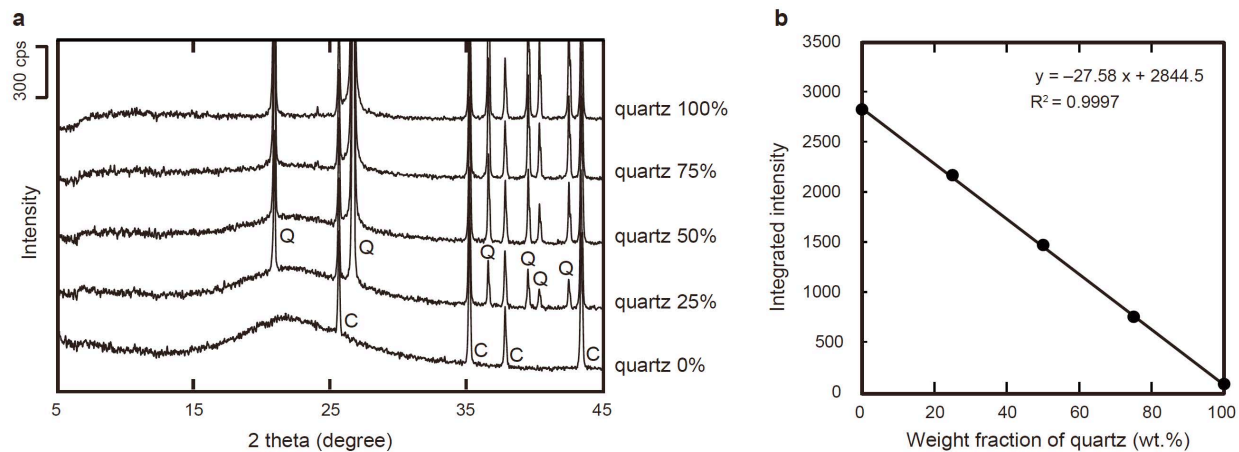 a
300 cps
Intensity
quartz 100%
quartz 75%
quartz 50%
quartz 25%
quartz 0%
Q
Q
Q
Q
Q
Q
C
C
C
C
5
15
25
35
45
2 theta (degree)
b
3500
3000
2500
2000
1500
1000
500
0
Integrated intensity
y = –27.58 x + 2844.5
R² = 0.9997
0
20
40
60
80
100
Weight fraction of quartz (wt.%)